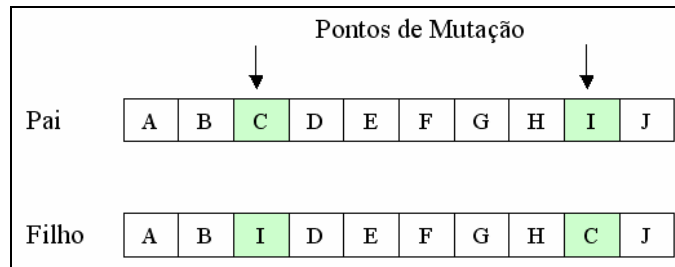 Pontos de Mutação
Pai A B C D E F G H I J
Filho A B I D E F G H C J